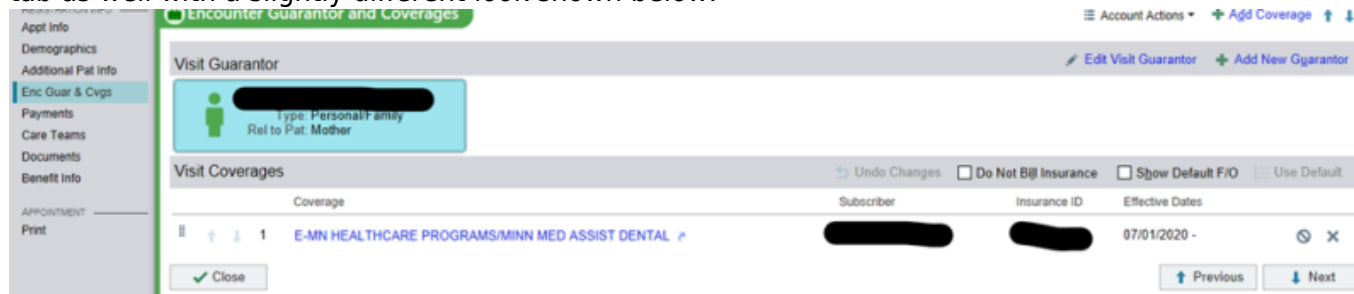 tab as well with a slightly different look shown below:
REGISTRATION INFO
Appt Info
Demographics
Additional Pat Info
Enc Guar & Cvgs
Payments
Care Teams
Documents
Benefit Info
APPOINTMENT
Print
Encounter Guarantor and Coverages
Account Actions
Add Coverage
Visit Guarantor
Edit Visit Guarantor
Add New Guarantor
Type: Personal/Family
Rel to Pat: Mother
Visit Coverages
Undo Changes
Do Not Bill Insurance
Show Default F/O
Use Default
Coverage
Subscriber
Insurance ID
Effective Dates
1 E-MN HEALTHCARE PROGRAMS/MINN MED ASSIST DENTAL
07/01/2020 -
Close
Previous
Next